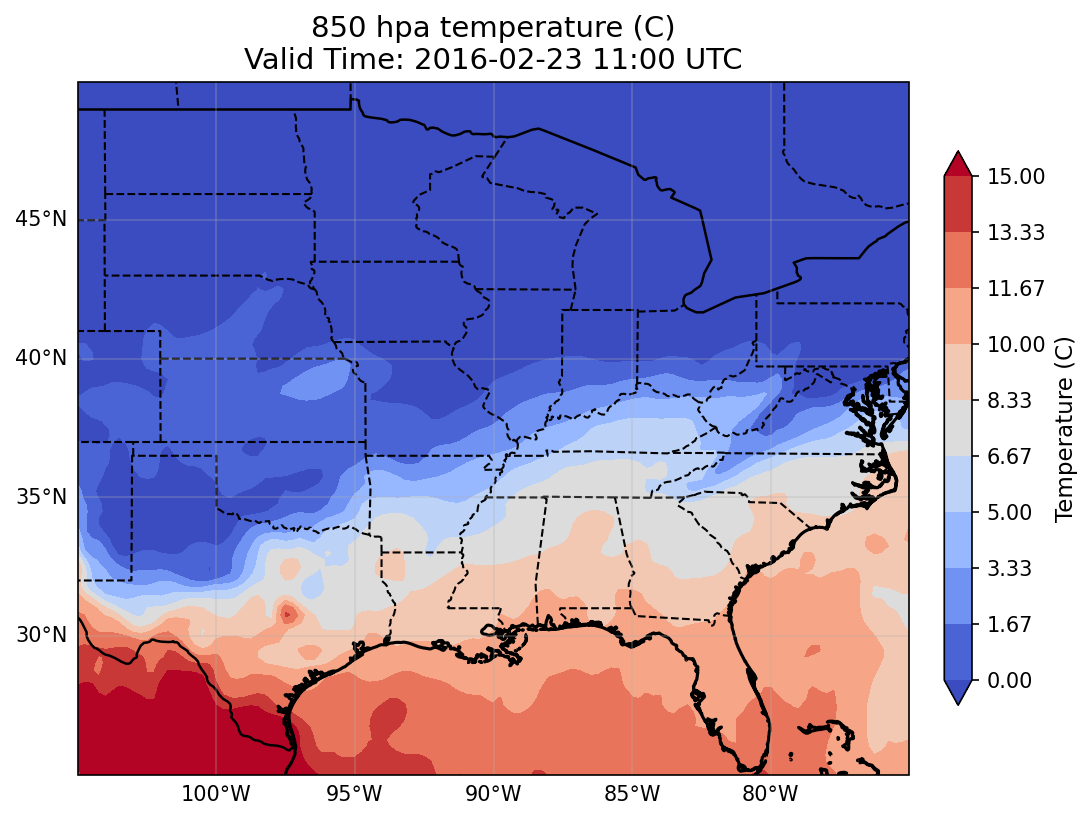 850 hpa temperature (C)
Valid Time: 2016-02-23 11:00 UTC
45°N
40°N
35°N
30°N
100°W
95°W
90°W
85°W
80°W
15.00
13.33
11.67
10.00
8.33
6.67
5.00
3.33
1.67
0.00
Temperature (C)